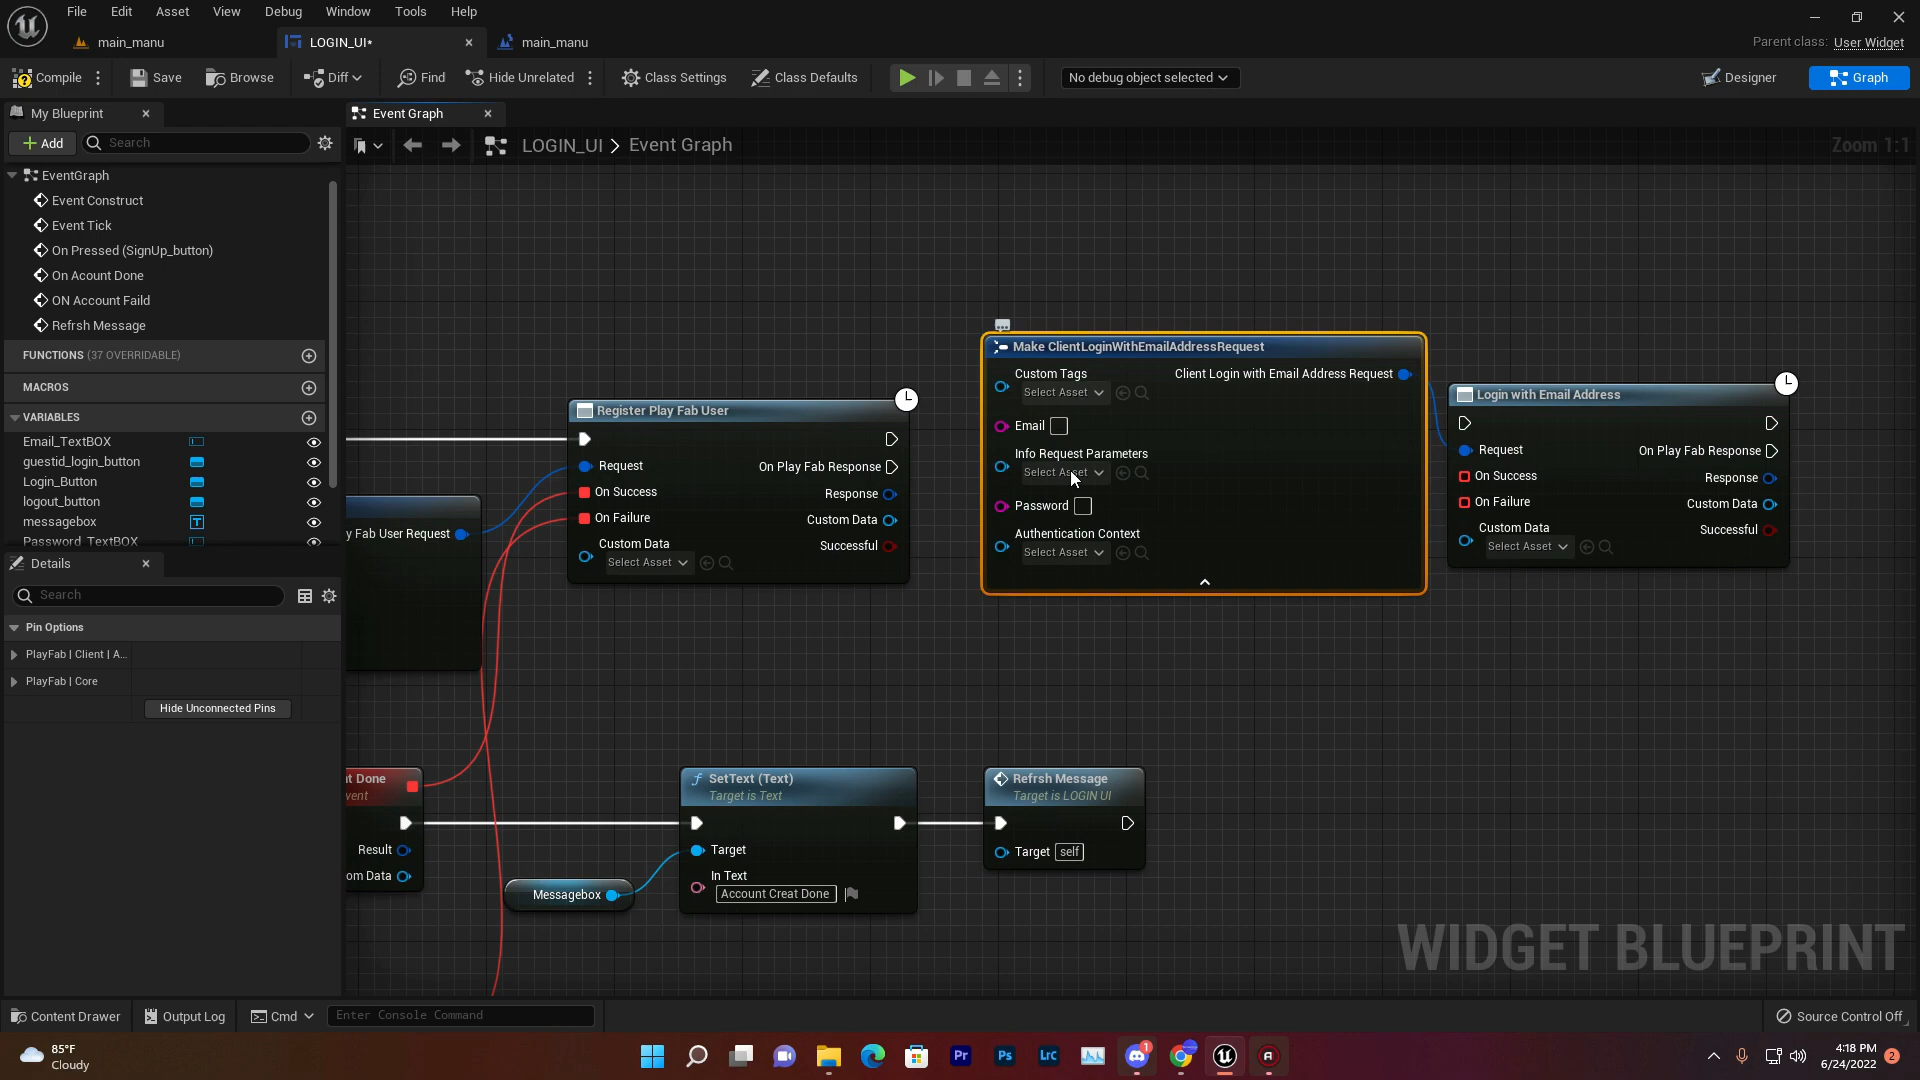 File Edit Asset View Debug Window Tools Help
main_manu LOGIN_UI* main_manu
Parent class: User Widget
Compile Save Browse Diff Find Hide Unrelated Class Settings Class Defaults No debug object selected Designer Graph
My Blueprint
Event Graph
Add Search
LOGIN_UI > Event Graph
Zoom 1:1
EventGraph
Event Construct
Event Tick
On Pressed (SignUp_button)
On Acount Done
ON Account Faild
Refrsh Message
FUNCTIONS (37 OVERRIDABLE)
MACROS
VARIABLES
Email_TextBOX
guestid_login_button
Login_Button
logout_button
messagebox
Password_TextBOX
Details
Search
Pin Options
PlayFab | Client | A...
PlayFab | Core
Hide Unconnected Pins
y Fab User Request
Register Play Fab User
Request
On Success
On Failure
Custom Data
Select Asset
On Play Fab Response
Response
Custom Data
Successful
Make ClientLoginWithEmailAddressRequest
Custom Tags
Select Asset
Client Login with Email Address Request
Email
Info Request Parameters
Select Asset
Password
Authentication Context
Select Asset
Login with Email Address
Request
On Success
On Failure
Custom Data
Select Asset
On Play Fab Response
Response
Custom Data
Successful
t Done
vent
Result
om Data
Messagebox
SetText (Text)
Target is Text
Target
In Text
Account Creat Done
Refrsh Message
Target is LOGIN UI
Target self
WIDGET BLUEPRINT
Content Drawer Output Log Cmd Enter Console Command Source Control Off
85°F
Cloudy
Pr Ps Lrc 1
4:18 PM
6/24/2022 2